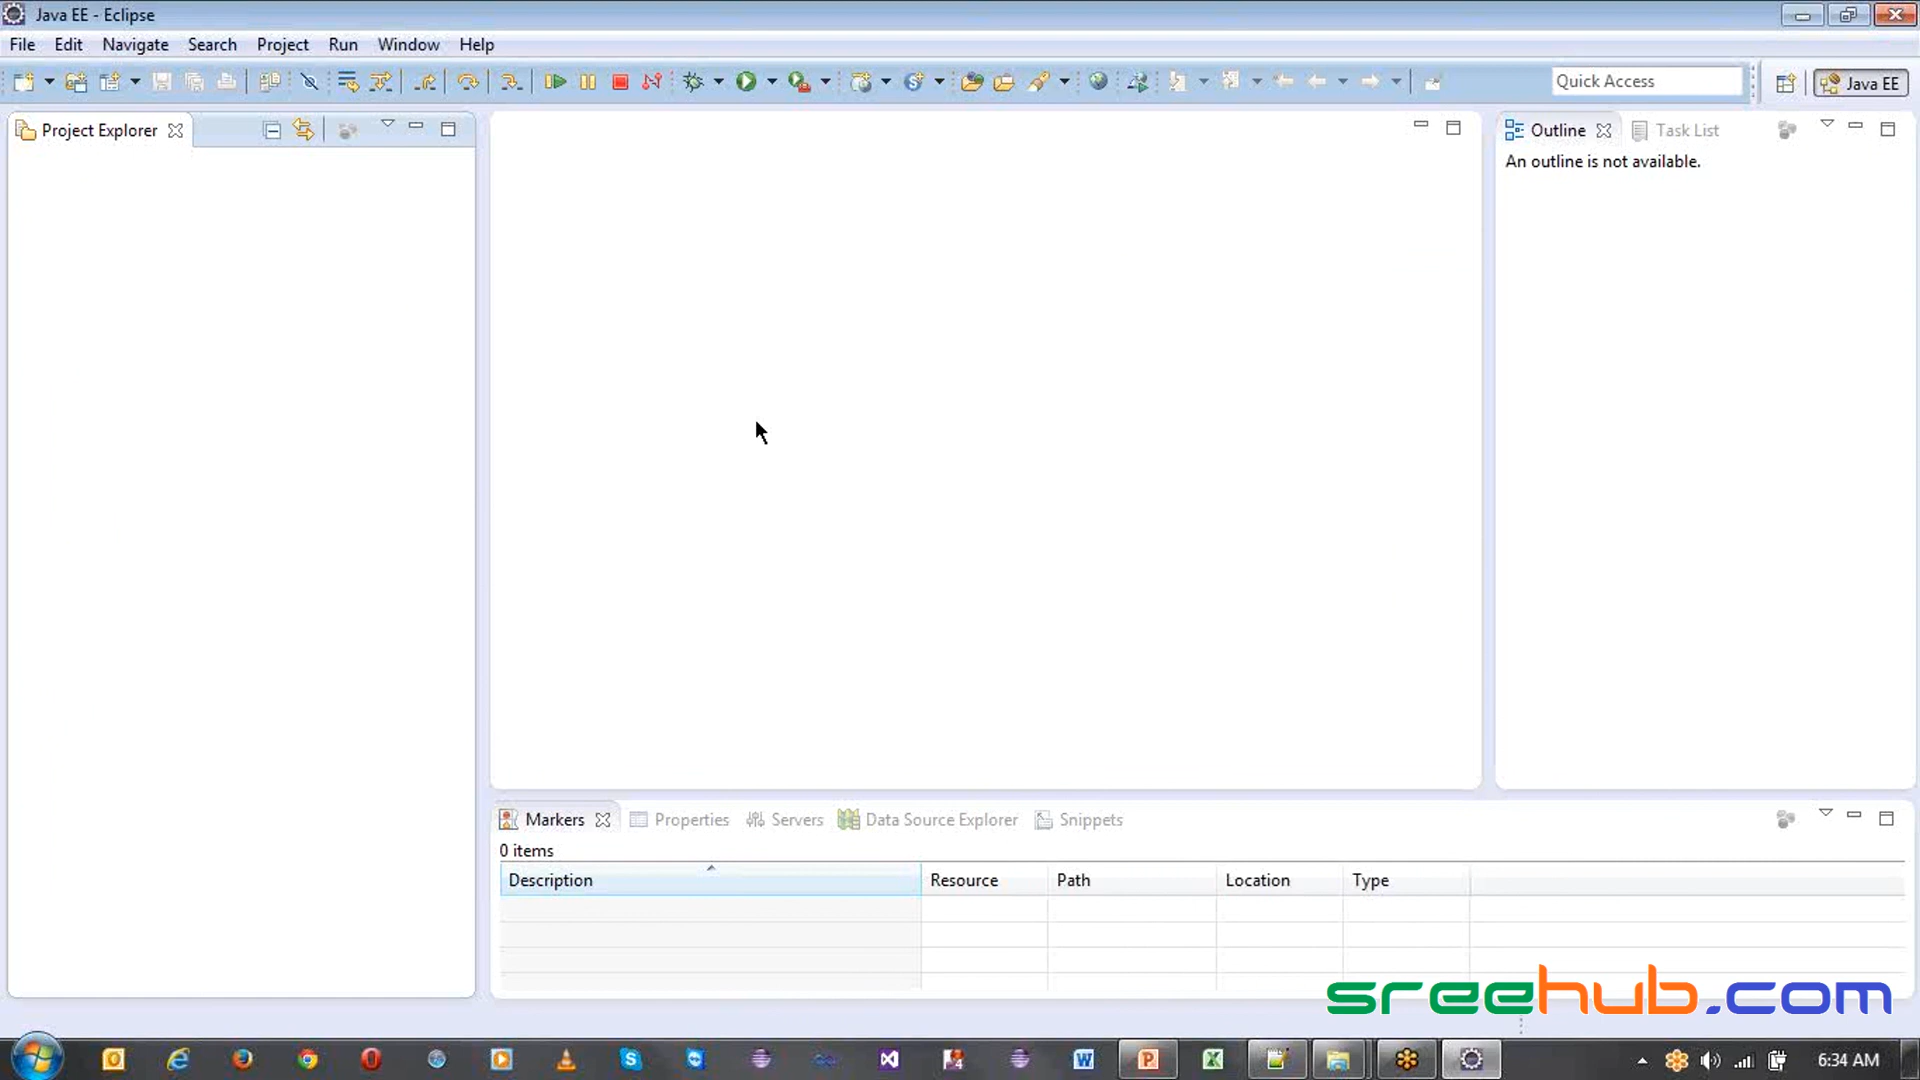 Java EE - Eclipse
File Edit Navigate Search Project Run Window Help
Quick Access
Java EE
Project Explorer
Outline Task List
An outline is not available.
Markers Properties Servers Data Source Explorer Snippets
0 items
Description Resource Path Location Type
sreehub.com
6:34 AM